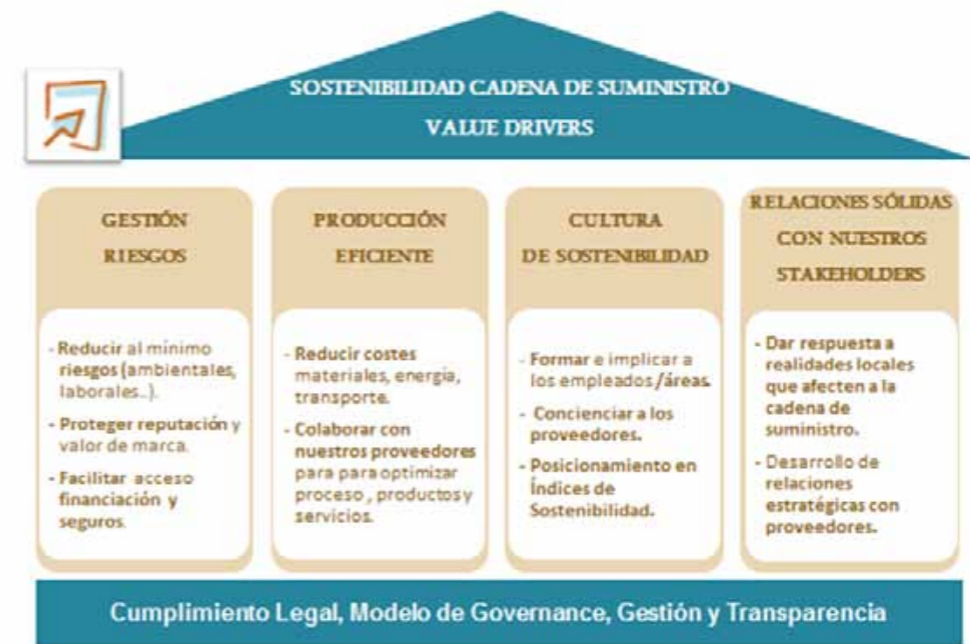 SOSTENIBILIDAD CADENA DE SUMINISTRO
VALUE DRIVERS
GESTIÓN
RIESGOS
- Reducir al mínimo
riesgos (ambientales,
laborales..).
- Proteger reputación y
valor de marca.
- Facilitar acceso
financiación y
seguros.
PRODUCCIÓN
EFICIENTE
- Reducir costes
materiales, energía,
transporte.
- Colaborar con
nuestros proveedores
para para optimizar
proceso , productos y
servicios.
CULTURA
DE SOSTENIBILIDAD
- Formar e implicar a
los empleados /áreas.
- Concienciar a los
proveedores.
- Posicionamiento en
Índices de
Sostenibilidad.
RELACIONES SÓLIDAS
CON NUESTROS
STAKEHOLDERS
- Dar respuesta a
realidades locales
que afecten a la
cadena de
suministro.
- Desarrollo de
relaciones
estratégicas con
proveedores.
Cumplimiento Legal, Modelo de Governance, Gestión y Transparencia